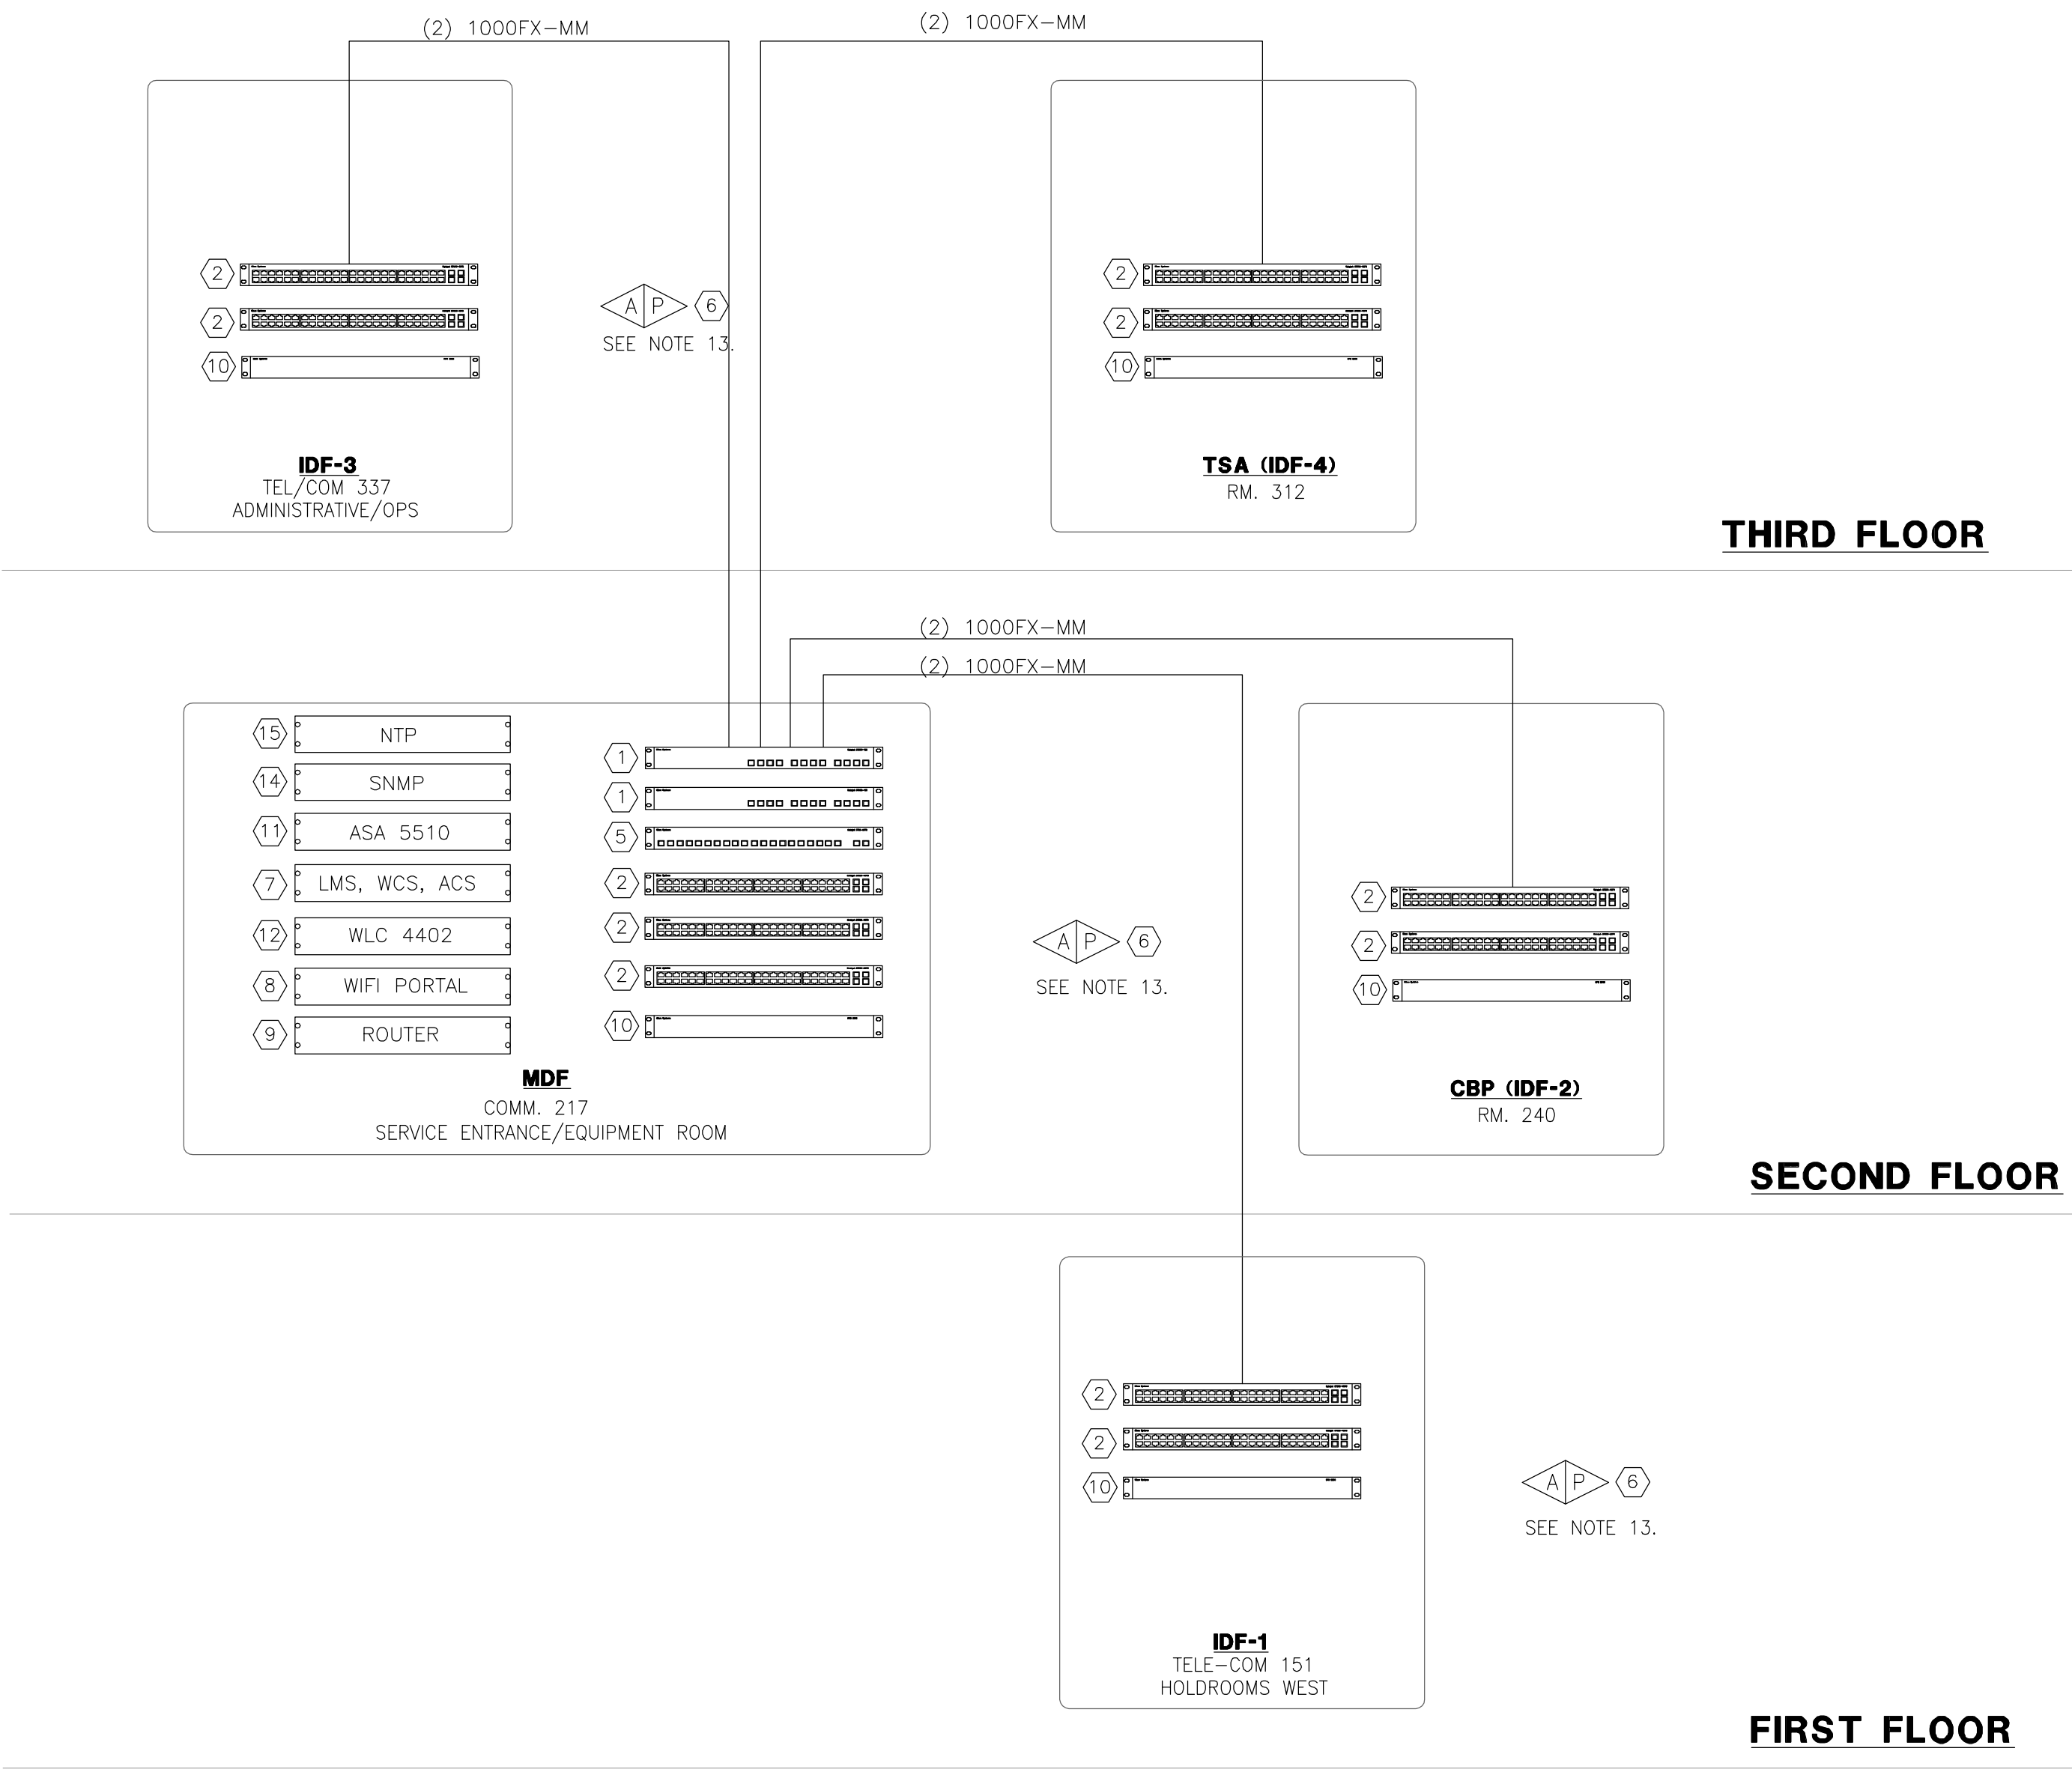 (2) 1000FX-MM
(2) 1000FX-MM
2
2
10
IDF-3
TEL/COM 337
ADMINISTRATIVE/OPS
A P 6
SEE NOTE 13.
2
2
10
TSA (IDF-4)
RM. 312
THIRD FLOOR
(2) 1000FX-MM
(2) 1000FX-MM
15 NTP
14 SNMP
11 ASA 5510
7 LMS, WCS, ACS
12 WLC 4402
8 WIFI PORTAL
9 ROUTER
1
1
5
2
2
2
10
MDF
COMM. 217
SERVICE ENTRANCE/EQUIPMENT ROOM
A P 6
SEE NOTE 13.
2
2
10
CBP (IDF-2)
RM. 240
SECOND FLOOR
2
2
10
IDF-1
TELE-COM 151
HOLDROOMS WEST
A P 6
SEE NOTE 13.
FIRST FLOOR